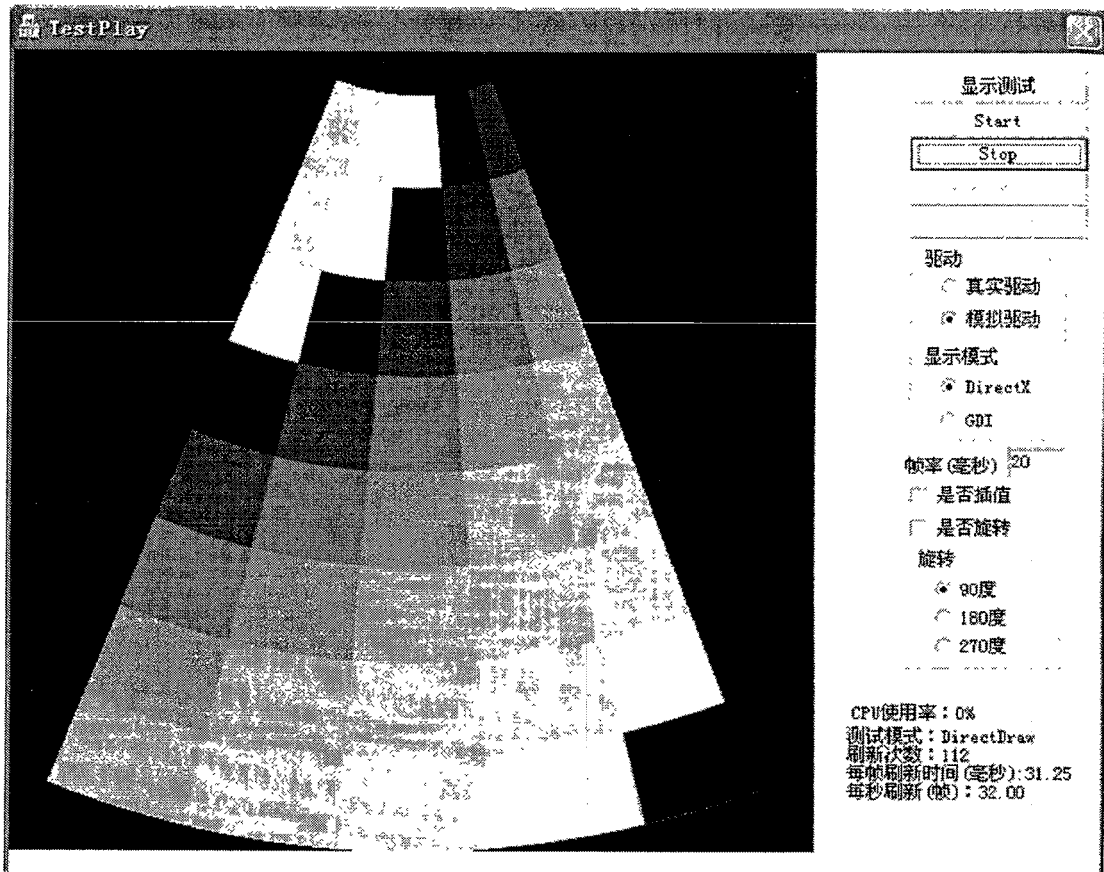 TestPlay
显示测试
Start
Stop
驱动
真实驱动
模拟驱动
显示模式
DirectX
GDI
帧率(毫秒) 20
是否插值
是否旋转
旋转
90度
180度
270度
CPU使用率:0%
测试模式:DirectDraw
刷新次数:112
每帧刷新时间(毫秒):31.25
每秒刷新(帧):32.00